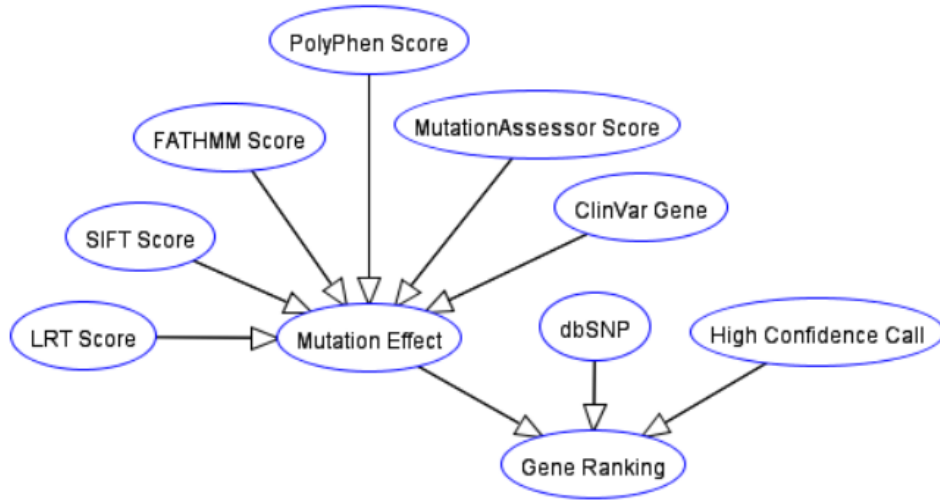 PolyPhen Score
MutationAssessor Score
FATHMM Score
ClinVar Gene
SIFT Score
dbSNP
High Confidence Call
LRT Score
Mutation Effect
Gene Ranking